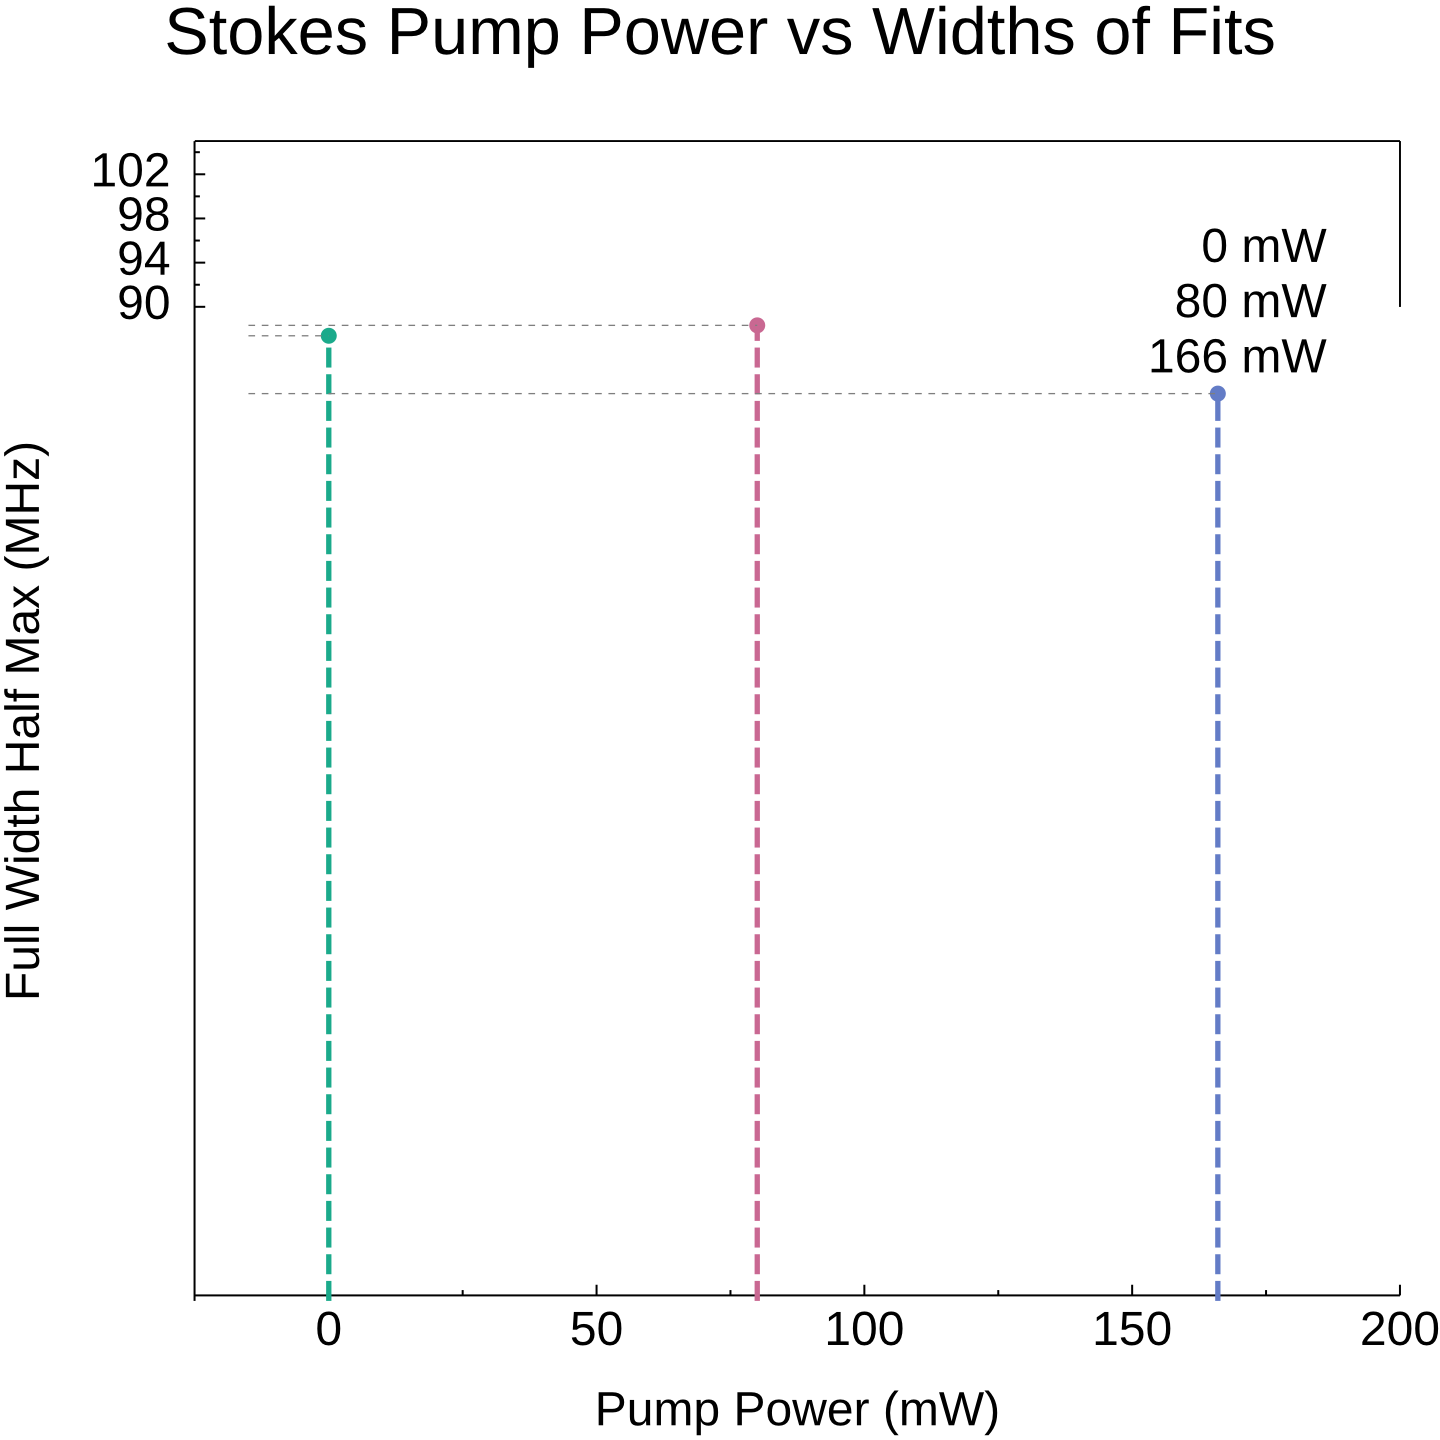 Stokes Pump Power vs Widths of Fits
102
98
94
90
0 mW
80 mW
166 mW
Full Width Half Max (MHz)
0
50
100
150
200
Pump Power (mW)